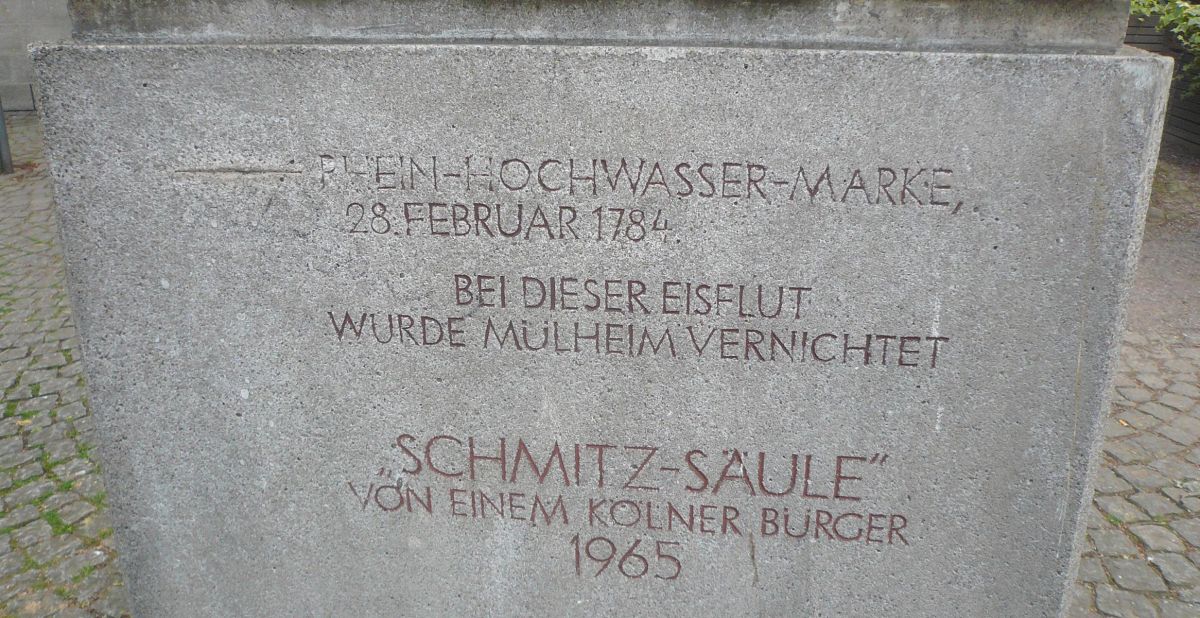 RHEIN-HOCHWASSER-MARKE,
28. FEBRUAR 1784
BEI DIESER EISFLUT
WURDE MÜLHEIM VERNICHTET
„SCHMITZ-SÄULE“
VON EINEM KÖLNER BÜRGER
1965